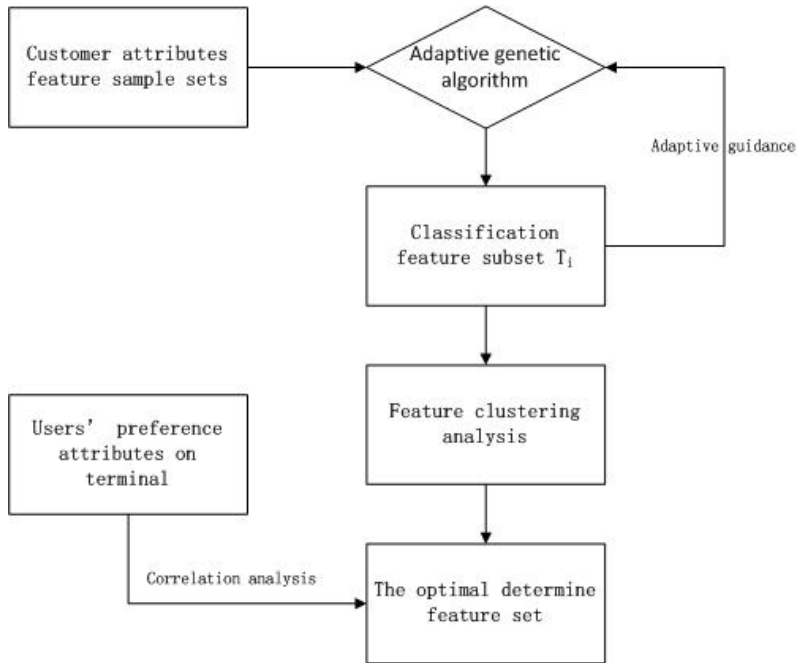 Customer attributes
feature sample sets
Adaptive genetic
algorithm
Adaptive guidance
Classification
feature subset Tᵢ
Feature clustering
analysis
Users’ preference
attributes on
terminal
Correlation analysis
The optimal determine
feature set